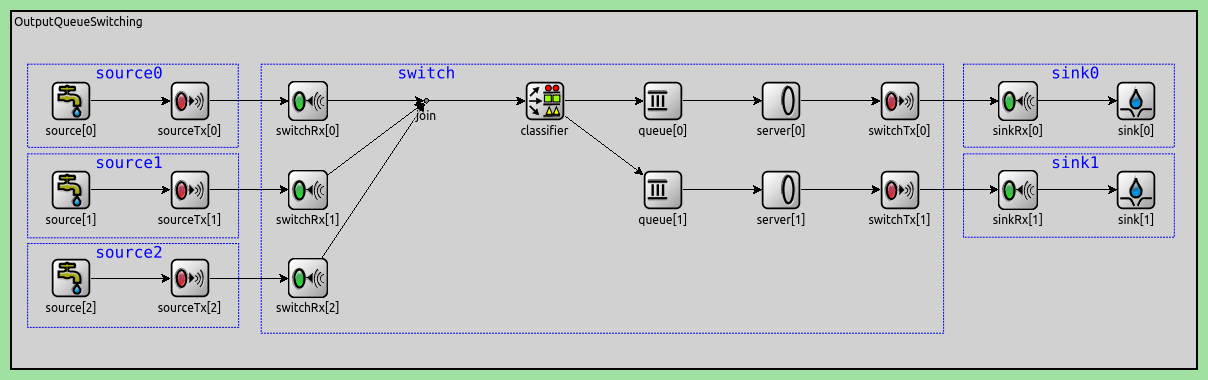 OutputQueueSwitching
source0
switch
sink0
source[0]
sourceTx[0]
switchRx[0]
join
classifier
queue[0]
server[0]
switchTx[0]
sinkRx[0]
sink[0]
source1
sink1
source[1]
sourceTx[1]
switchRx[1]
queue[1]
server[1]
switchTx[1]
sinkRx[1]
sink[1]
source2
source[2]
sourceTx[2]
switchRx[2]